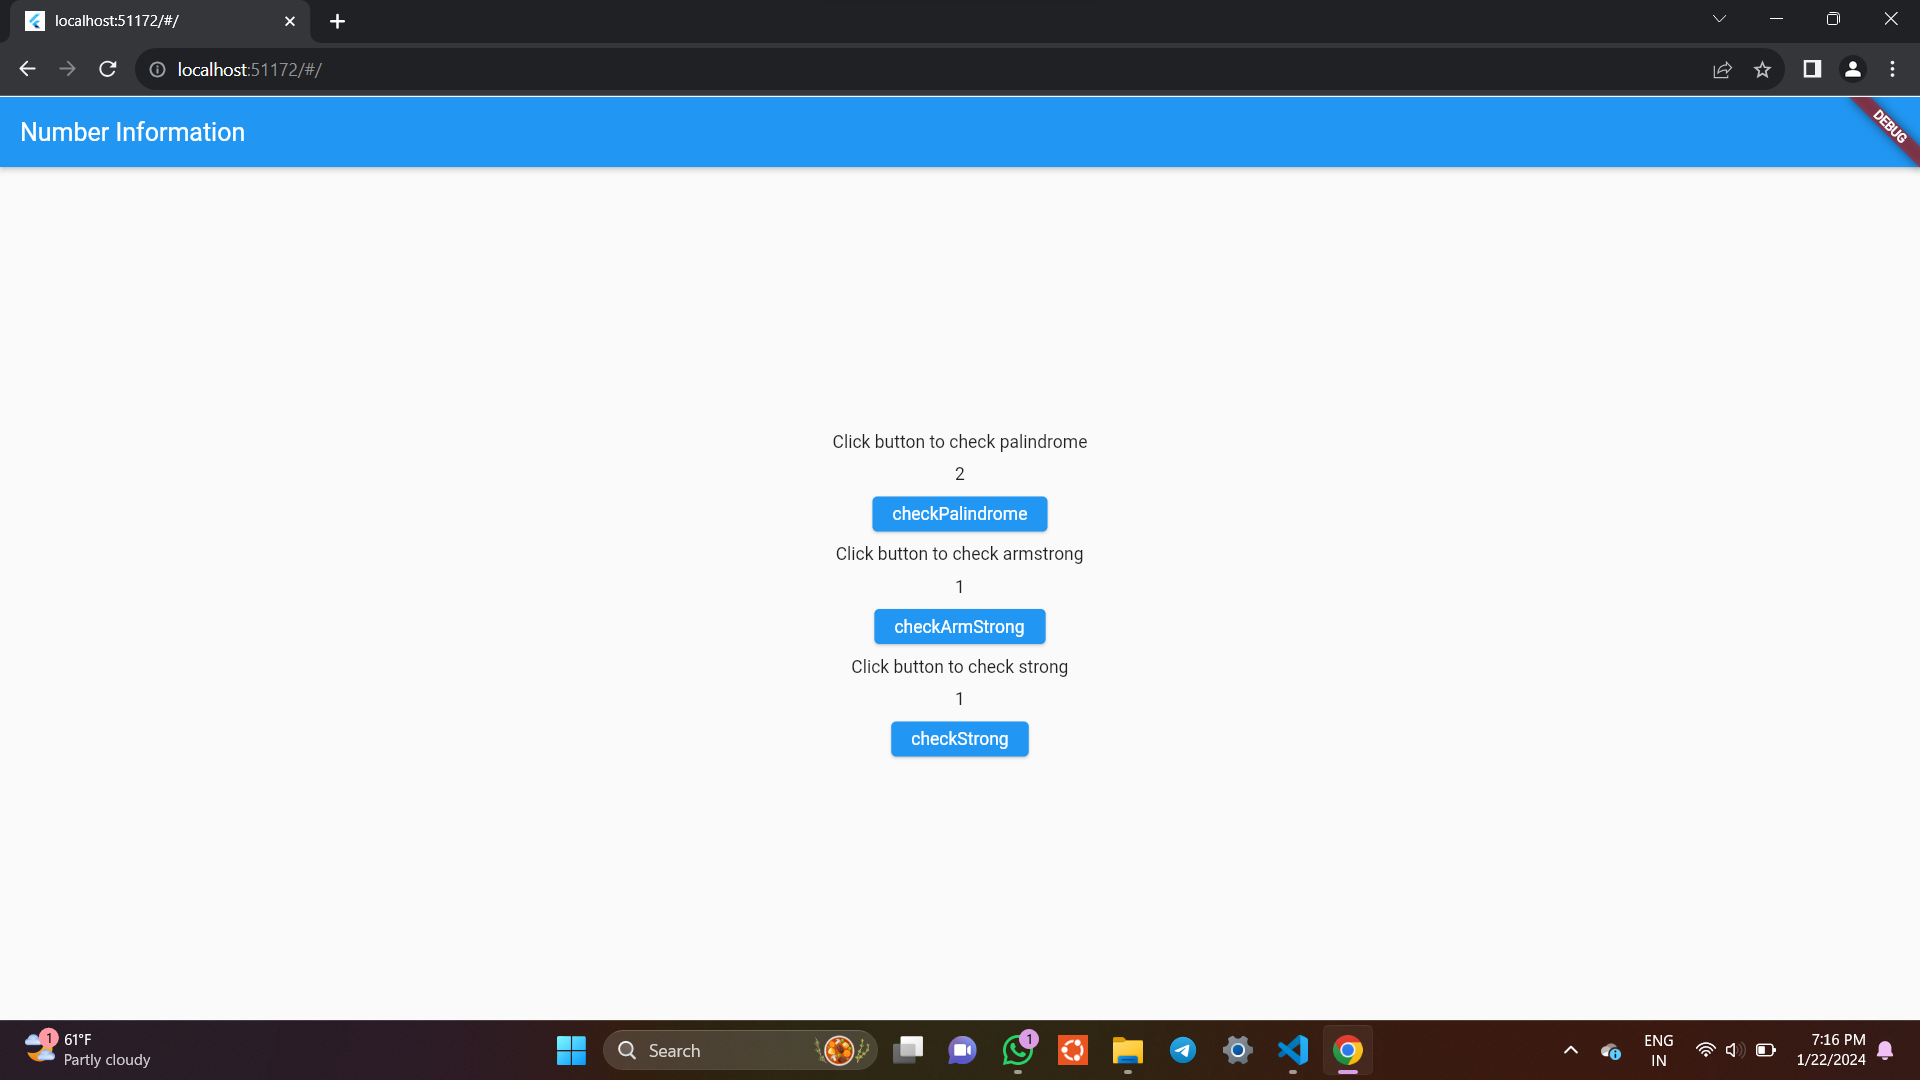 localhost:51172/#/
localhost:51172/#/
Number Information
DEBUG
Click button to check palindrome
2
checkPalindrome
Click button to check armstrong
1
checkArmStrong
Click button to check strong
1
checkStrong
1
61°F
Partly cloudy
Search
1
ENG
IN
7:16 PM
1/22/2024